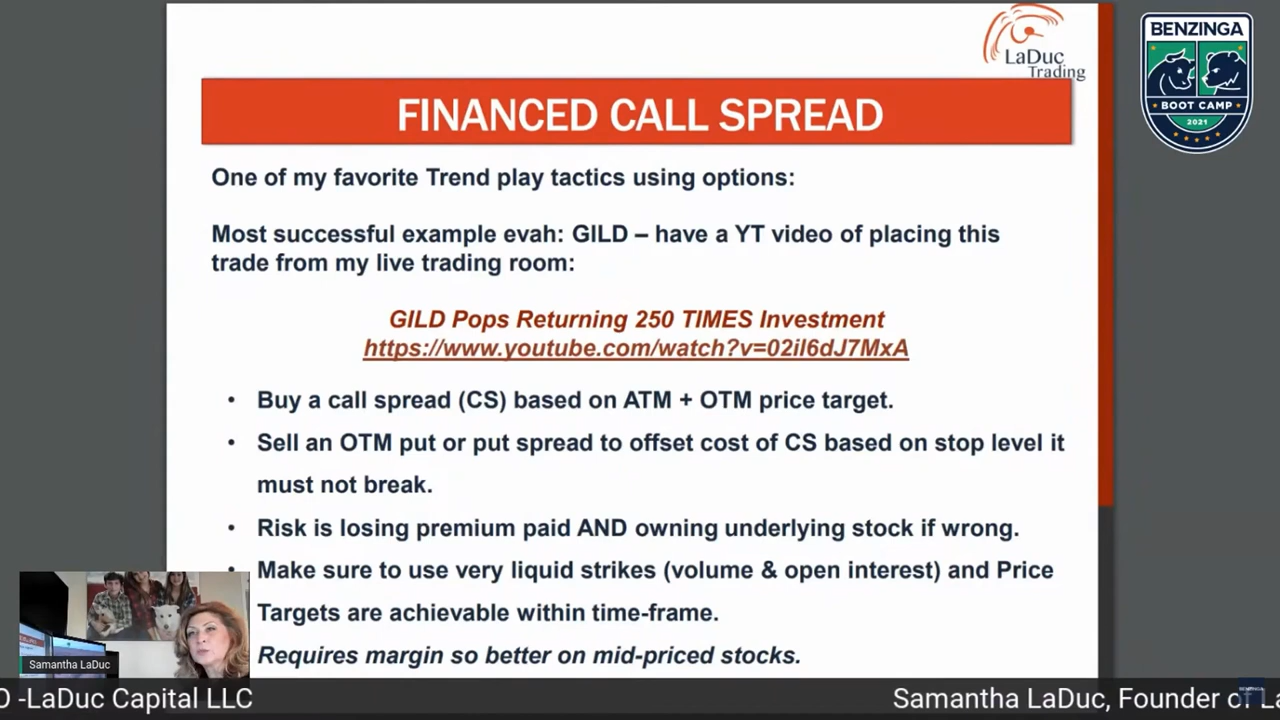 LaDuc
Trading
BENZINGA
BOOT CAMP
2021
FINANCED CALL SPREAD
One of my favorite Trend play tactics using options:
Most successful example evah: GILD – have a YT video of placing this
trade from my live trading room:
GILD Pops Returning 250 TIMES Investment
https://www.youtube.com/watch?v=02il6dJ7MxA
• Buy a call spread (CS) based on ATM + OTM price target.
• Sell an OTM put or put spread to offset cost of CS based on stop level it
must not break.
• Risk is losing premium paid AND owning underlying stock if wrong.
• Make sure to use very liquid strikes (volume & open interest) and Price
Targets are achievable within time-frame.
Requires margin so better on mid-priced stocks.
Samantha LaDuc
O -LaDuc Capital LLC
Samantha LaDuc, Founder of La
BENZINGA